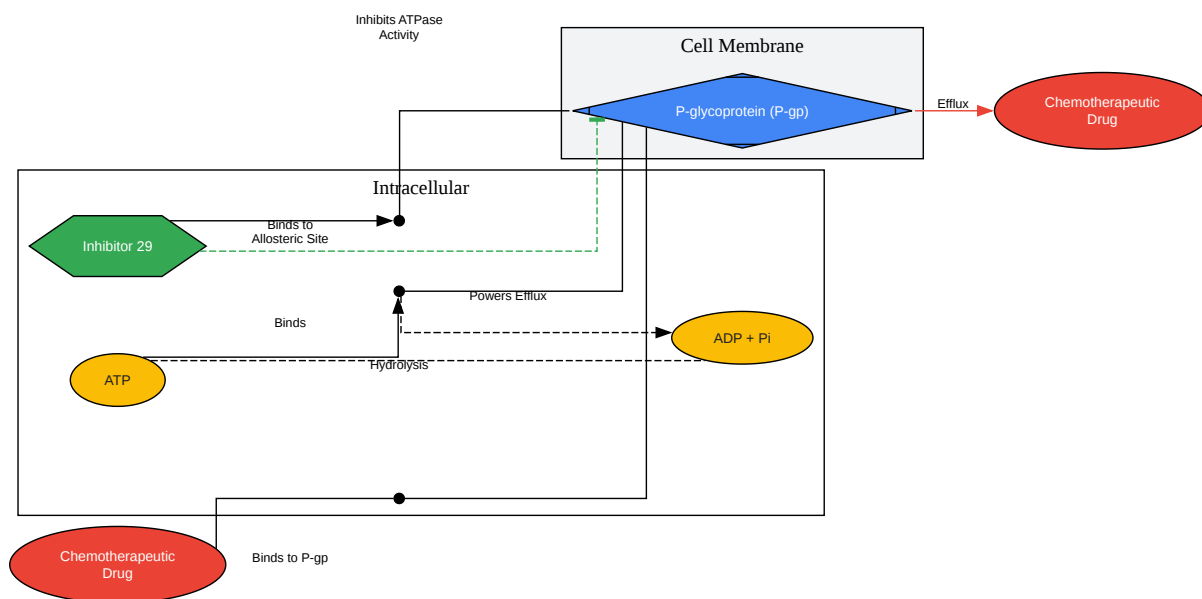 Inhibits ATPase
Activity
Cell Membrane
P-glycoprotein (P-gp)
Efflux
Chemotherapeutic
Drug
Intracellular
Inhibitor 29
Binds to
Allosteric Site
Powers Efflux
Binds
ADP + Pi
Hydrolysis
ATP
Chemotherapeutic
Drug
Binds to P-gp